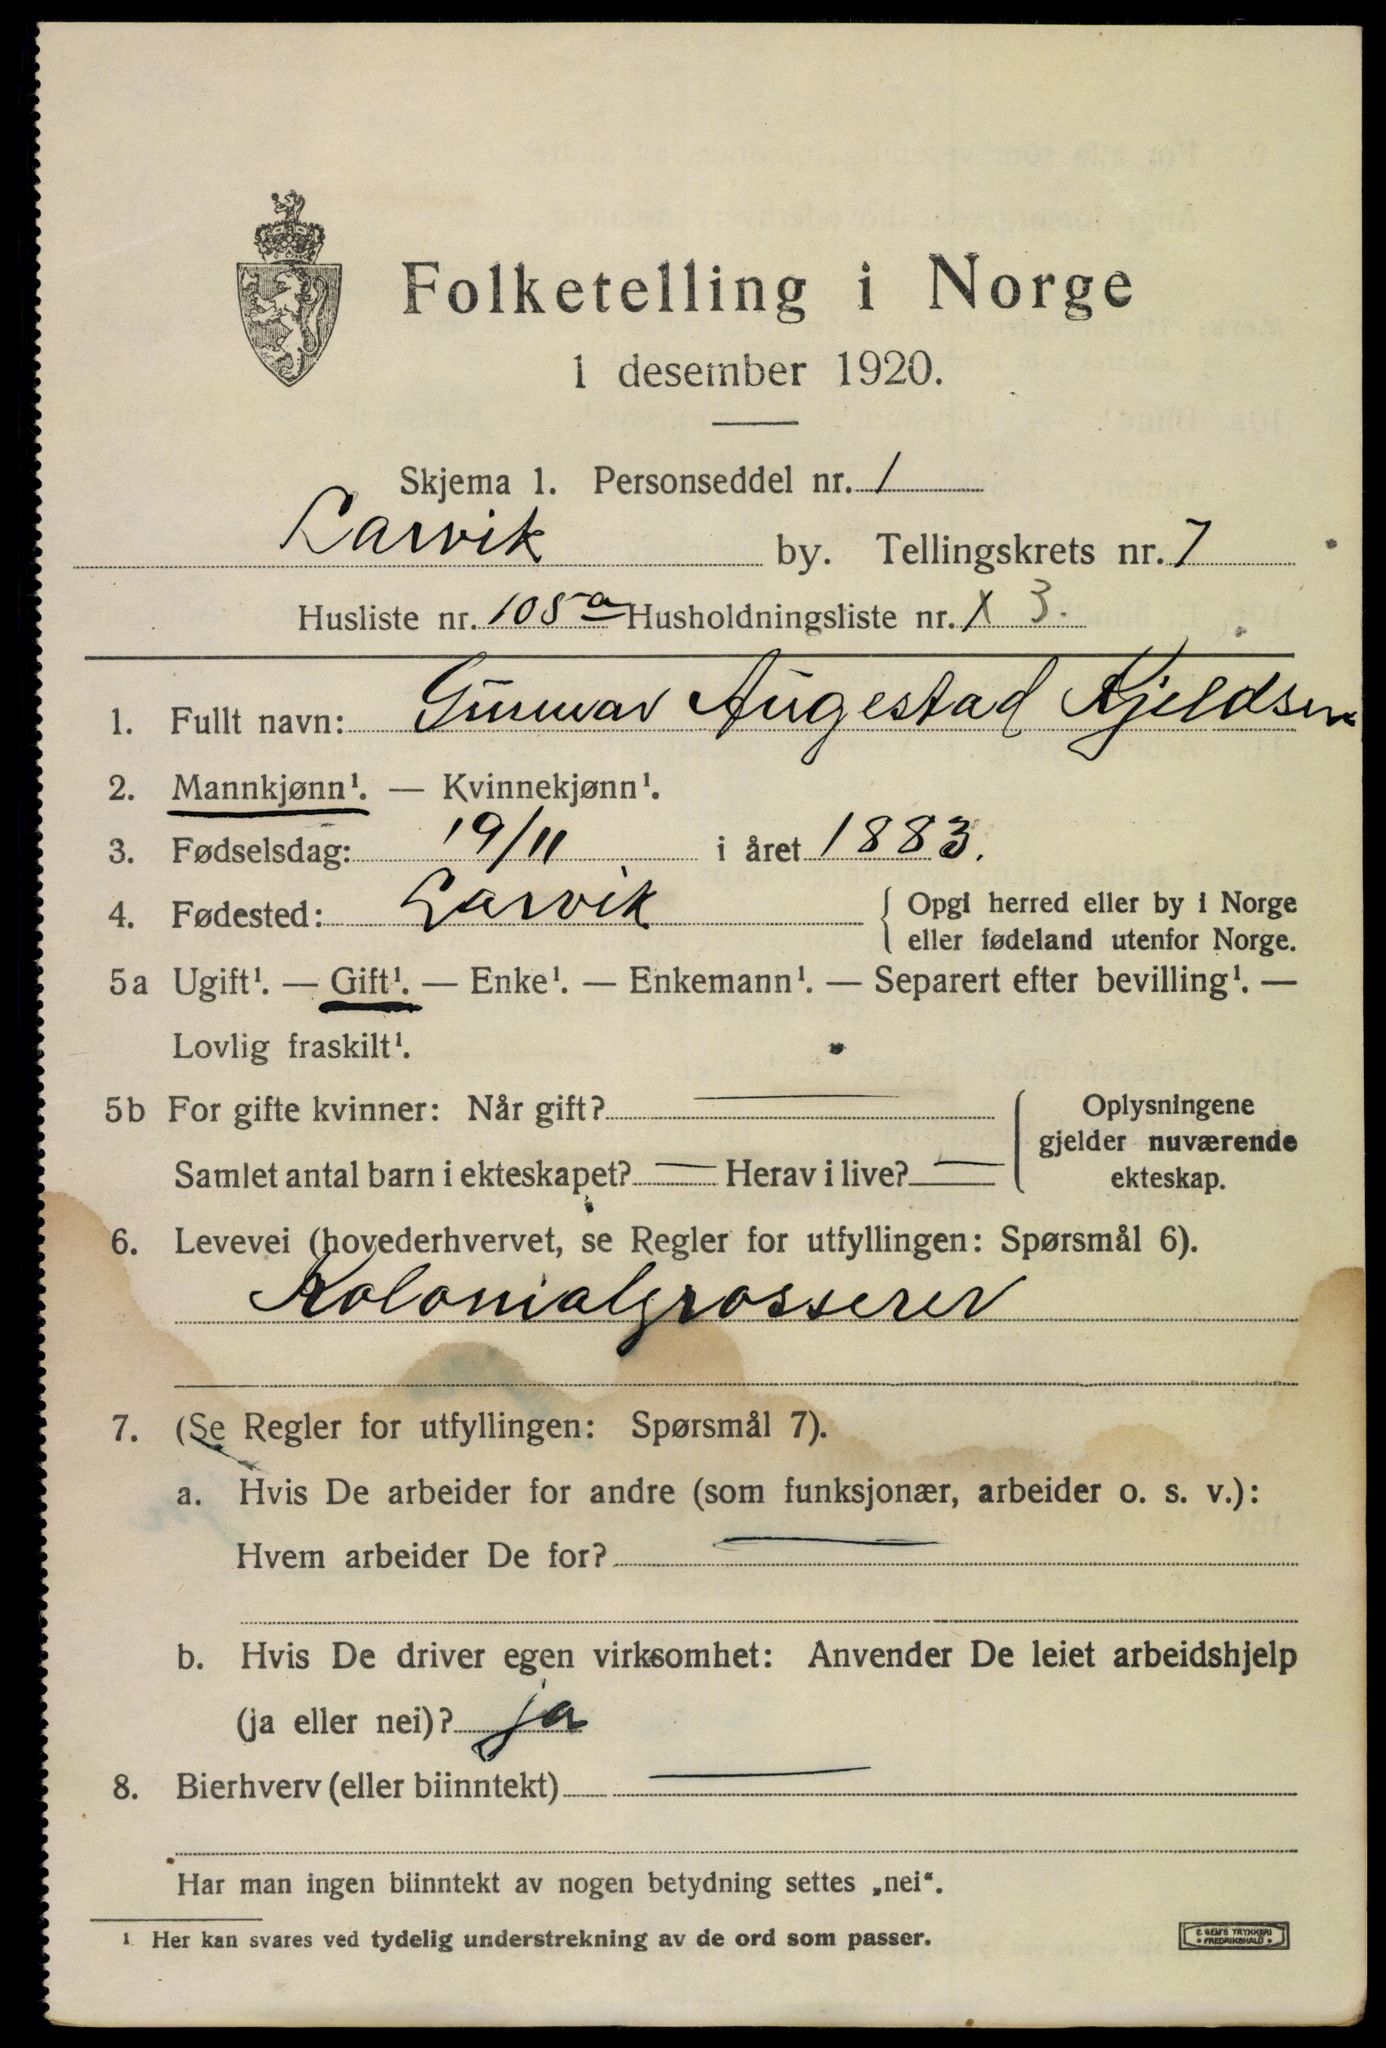 Folketelling i Norge
1 desember 1920.
Skjema 1. Personseddel nr. 1
Larvik by. Tellingskrets nr. 7
Husliste nr. 105a Husholdningsliste nr. X 3.
1. Fullt navn: Gunnar Augestad Kjeldsen
2. Mannkjønn¹. — Kvinnekjønn¹.
3. Fødselsdag: 19/11 i året 1883.
4. Fødested: Larvik { Opgi herred eller by i Norge
eller fødeland utenfor Norge.
5a Ugift¹. — Gift¹. — Enke¹. — Enkemann¹. — Separert efter bevilling¹. —
Lovlig fraskilt¹.
5b For gifte kvinner: Når gift? — { Oplysningene
gjelder nuværende
Samlet antal barn i ekteskapet? — Herav i live? —
ekteskap.
6. Levevei (hovederhvervet, se Regler for utfyllingen: Spørsmål 6).
Kolonialgrosserer
7. (Se Regler for utfyllingen: Spørsmål 7).
a. Hvis De arbeider for andre (som funksjonær, arbeider o. s. v.):
Hvem arbeider De for? —
b. Hvis De driver egen virksomhet: Anvender De leiet arbeidshjelp
(ja eller nei)? ja
8. Bierhverv (eller biinntekt) —
Har man ingen biinntekt av nogen betydning settes „nei“.
¹ Her kan svares ved tydelig understrekning av de ord som passer.
E. SEM'S TRYKKERI
• FREDRIKSHALD •